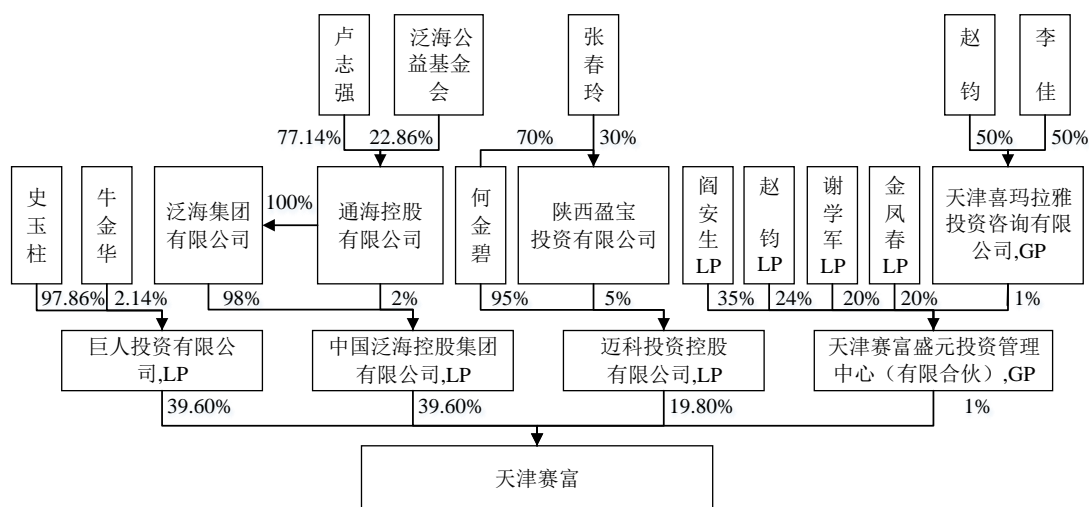 卢志强
泛海公益基金会
张春玲
赵钧
李佳
77.14%
22.86%
70%
30%
50%
50%
史玉柱
牛金华
泛海集团
有限公司
100%
通海控股
有限公司
何金碧
陕西盈宝
投资有限公司
阎安生LP
赵钧LP
谢学军LP
金凤春LP
天津喜玛拉雅
投资咨询有限
公司,GP
97.86%
2.14%
98%
2%
95%
5%
35%
24%
20%
20%
1%
巨人投资有限公
司,LP
中国泛海控股集团
有限公司,LP
迈科投资控股
有限公司,LP
天津赛富盛元投资管理
中心（有限合伙）,GP
39.60%
39.60%
19.80%
1%
天津赛富